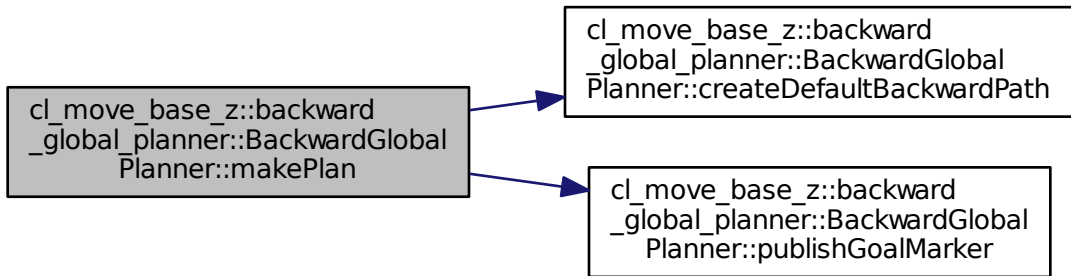 cl_move_base_z::backward
_global_planner::BackwardGlobal
Planner::makePlan
cl_move_base_z::backward
_global_planner::BackwardGlobal
Planner::createDefaultBackwardPath
cl_move_base_z::backward
_global_planner::BackwardGlobal
Planner::publishGoalMarker